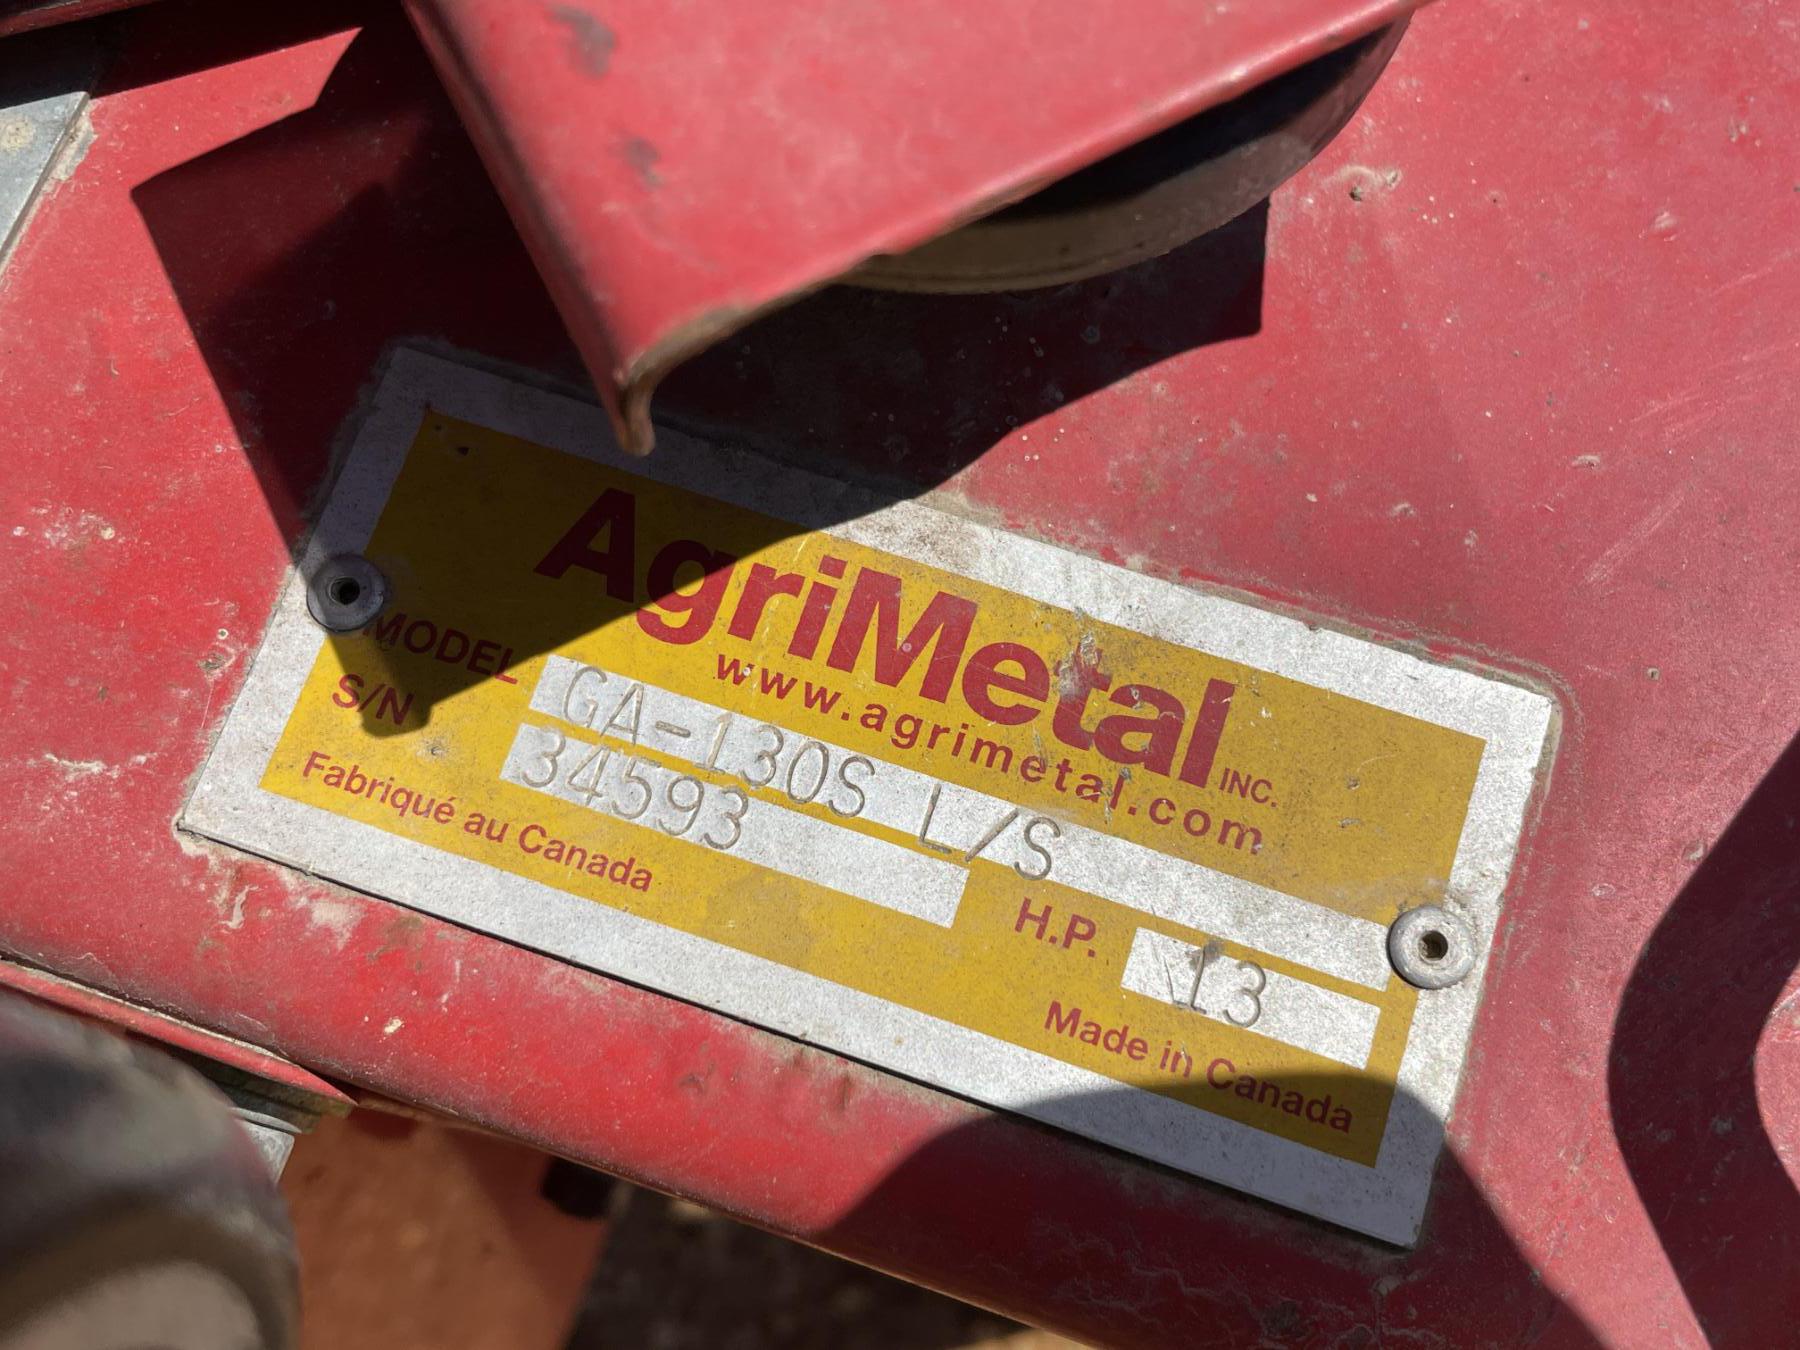 AgriMetal INC.
www.agrimetal.com
MODEL GA-130S L/S
S/N 34593
H.P. 13
Fabriqué au Canada
Made in Canada